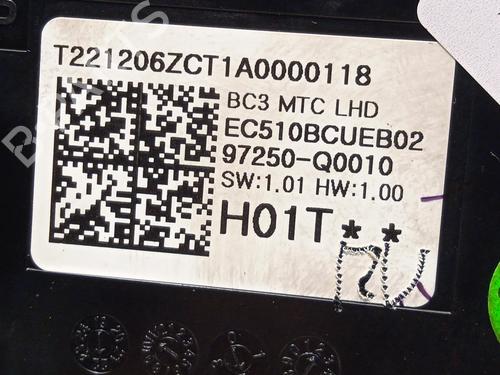 T221206ZCT1A0000118
BC3 MTC LHD
EC510BCUEB02
97250-Q0010
SW:1.01 HW:1.00
H01T**